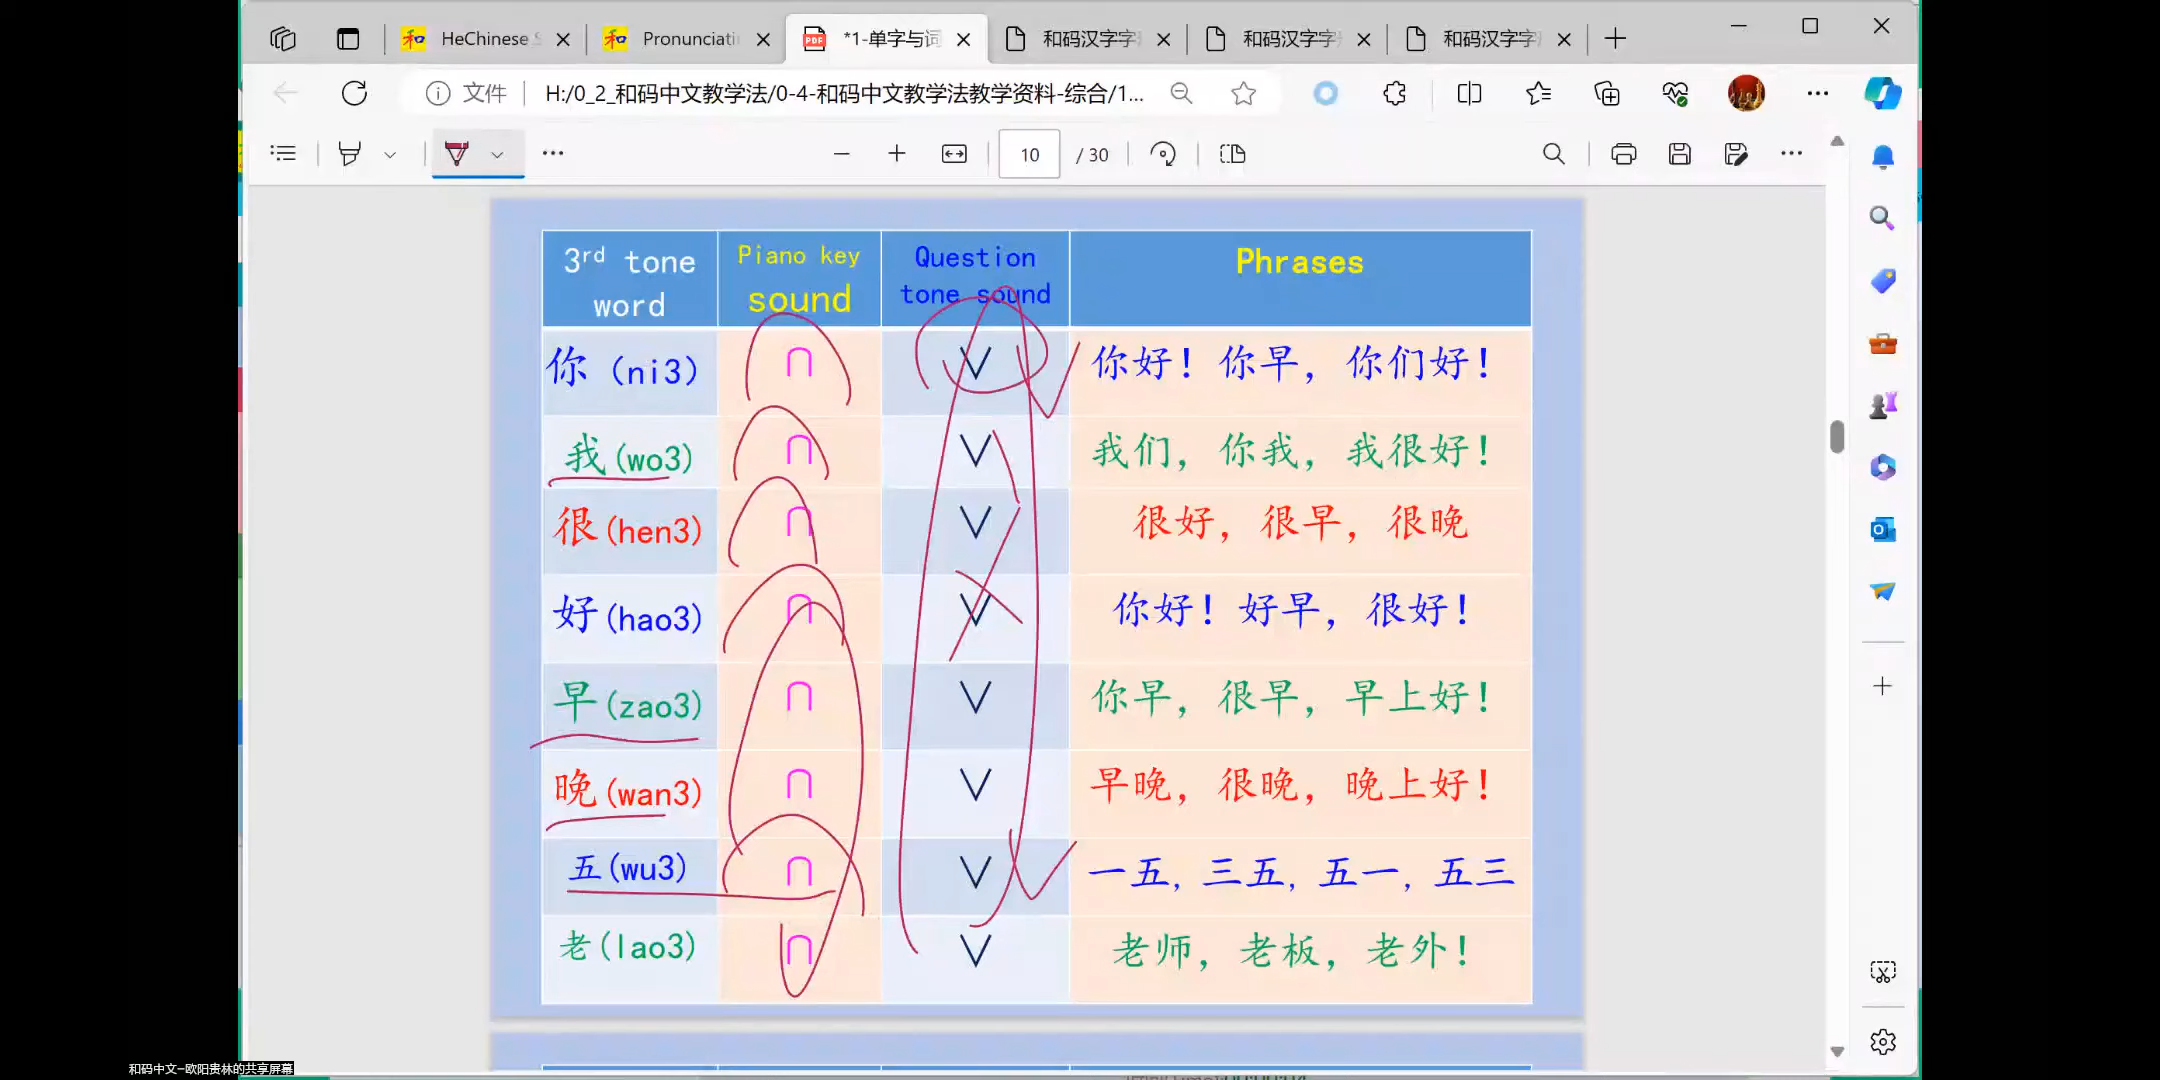 HeChinese S
Pronunciati
*1-单字与词
和码汉字字
和码汉字字
和码汉字字
文件
H:/0_2_和码中文教学法/0-4-和码中文教学法教学资料-综合/1...
10 / 30
3rd tone word
Piano key sound
Question tone sound
Phrases
你 (ni3) ∩ ∨ 你好! 你早, 你们好!
我(wo3) ∩ ∨ 我们, 你我, 我很好!
很(hen3) ∩ ∨ 很好, 很早, 很晚
好(hao3) ∩ ∨ 你好! 好早, 很好!
早(zao3) ∩ ∨ 你早, 很早, 早上好!
晚(wan3) ∩ ∨ 早晚, 很晚, 晚上好!
五(wu3) ∩ ∨ 一五, 三五, 五一, 五三
老(lao3) ∩ ∨ 老师, 老板, 老外!
和码中文—欧阳贵林的共享屏幕